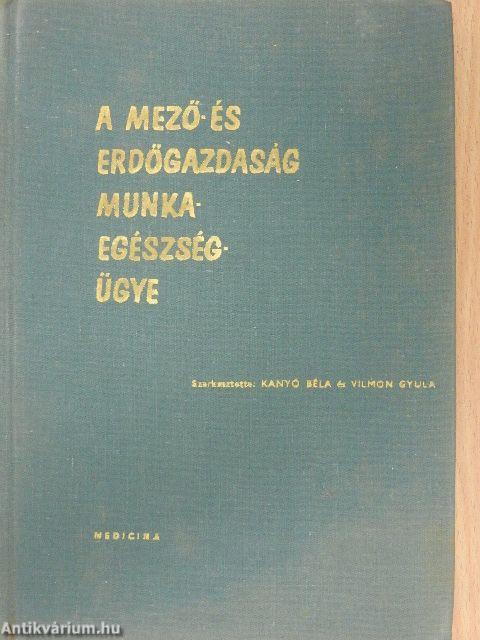 A MEZŐ- ÉS
ERDŐGAZDASÁG
MUNKA-
EGÉSZSÉG-
ÜGYE
Szerkesztette: KANYÓ BÉLA és VILMON GYULA
MEDICINA
Antikvárium.hu